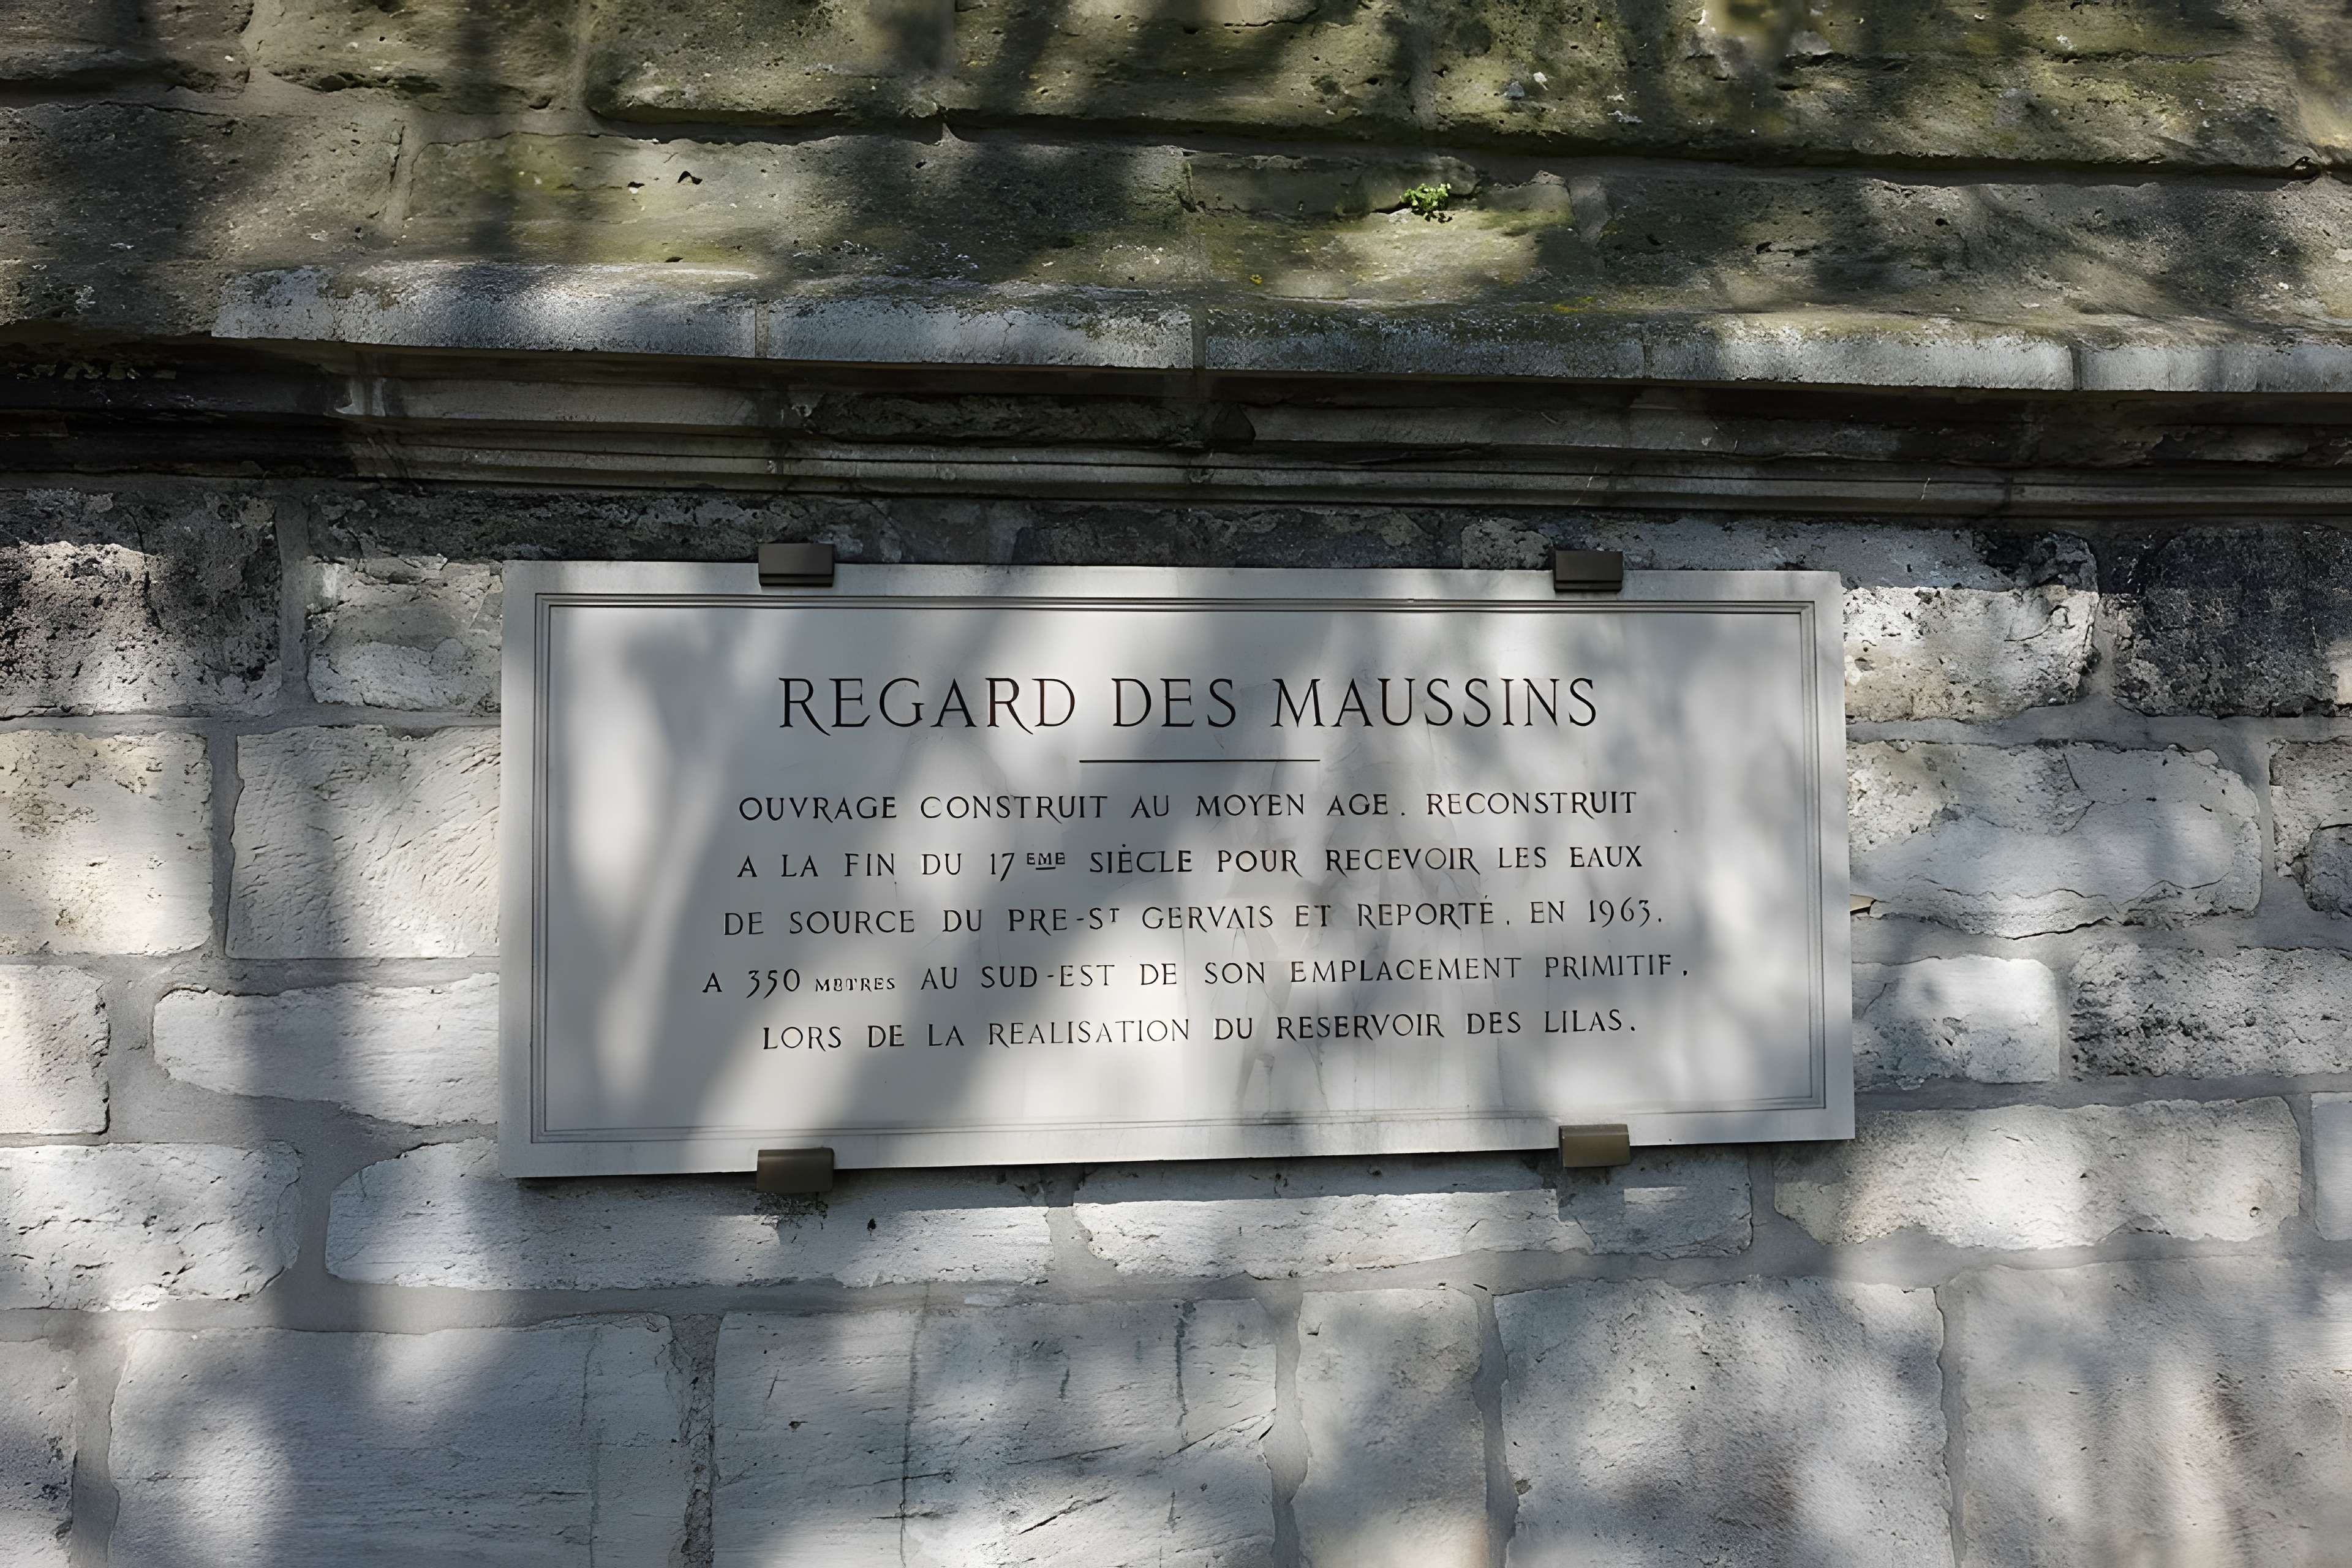 REGARD DES MAUSSINS
OUVRAGE CONSTRUIT AU MOYEN AGE. RECONSTRUIT
A LA FIN DU 17EME SIÈCLE POUR RECEVOIR LES EAUX
DE SOURCE DU PRE-ST GERVAIS ET REPORTÉ, EN 1963,
A 350 METRES AU SUD-EST DE SON EMPLACEMENT PRIMITIF,
LORS DE LA REALISATION DU RESERVOIR DES LILAS.